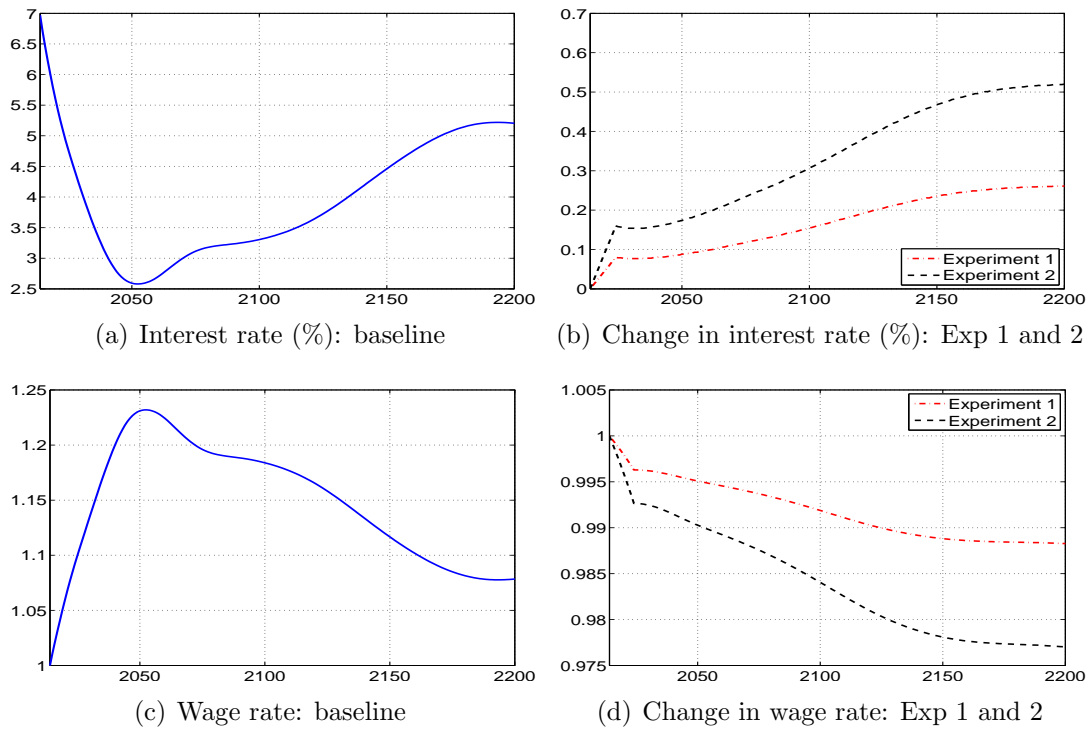 7
6.5
6
5.5
5
4.5
4
3.5
3
2.5
2050 2100 2150 2200
(a) Interest rate (%): baseline
0.7
0.6
0.5
0.4
0.3
0.2
0.1
0
Experiment 1
Experiment 2
2050 2100 2150 2200
(b) Change in interest rate (%): Exp 1 and 2
1.25
1.2
1.15
1.1
1.05
1
2050 2100 2150 2200
(c) Wage rate: baseline
1.005
1
0.995
0.99
0.985
0.98
0.975
Experiment 1
Experiment 2
2050 2100 2150 2200
(d) Change in wage rate: Exp 1 and 2